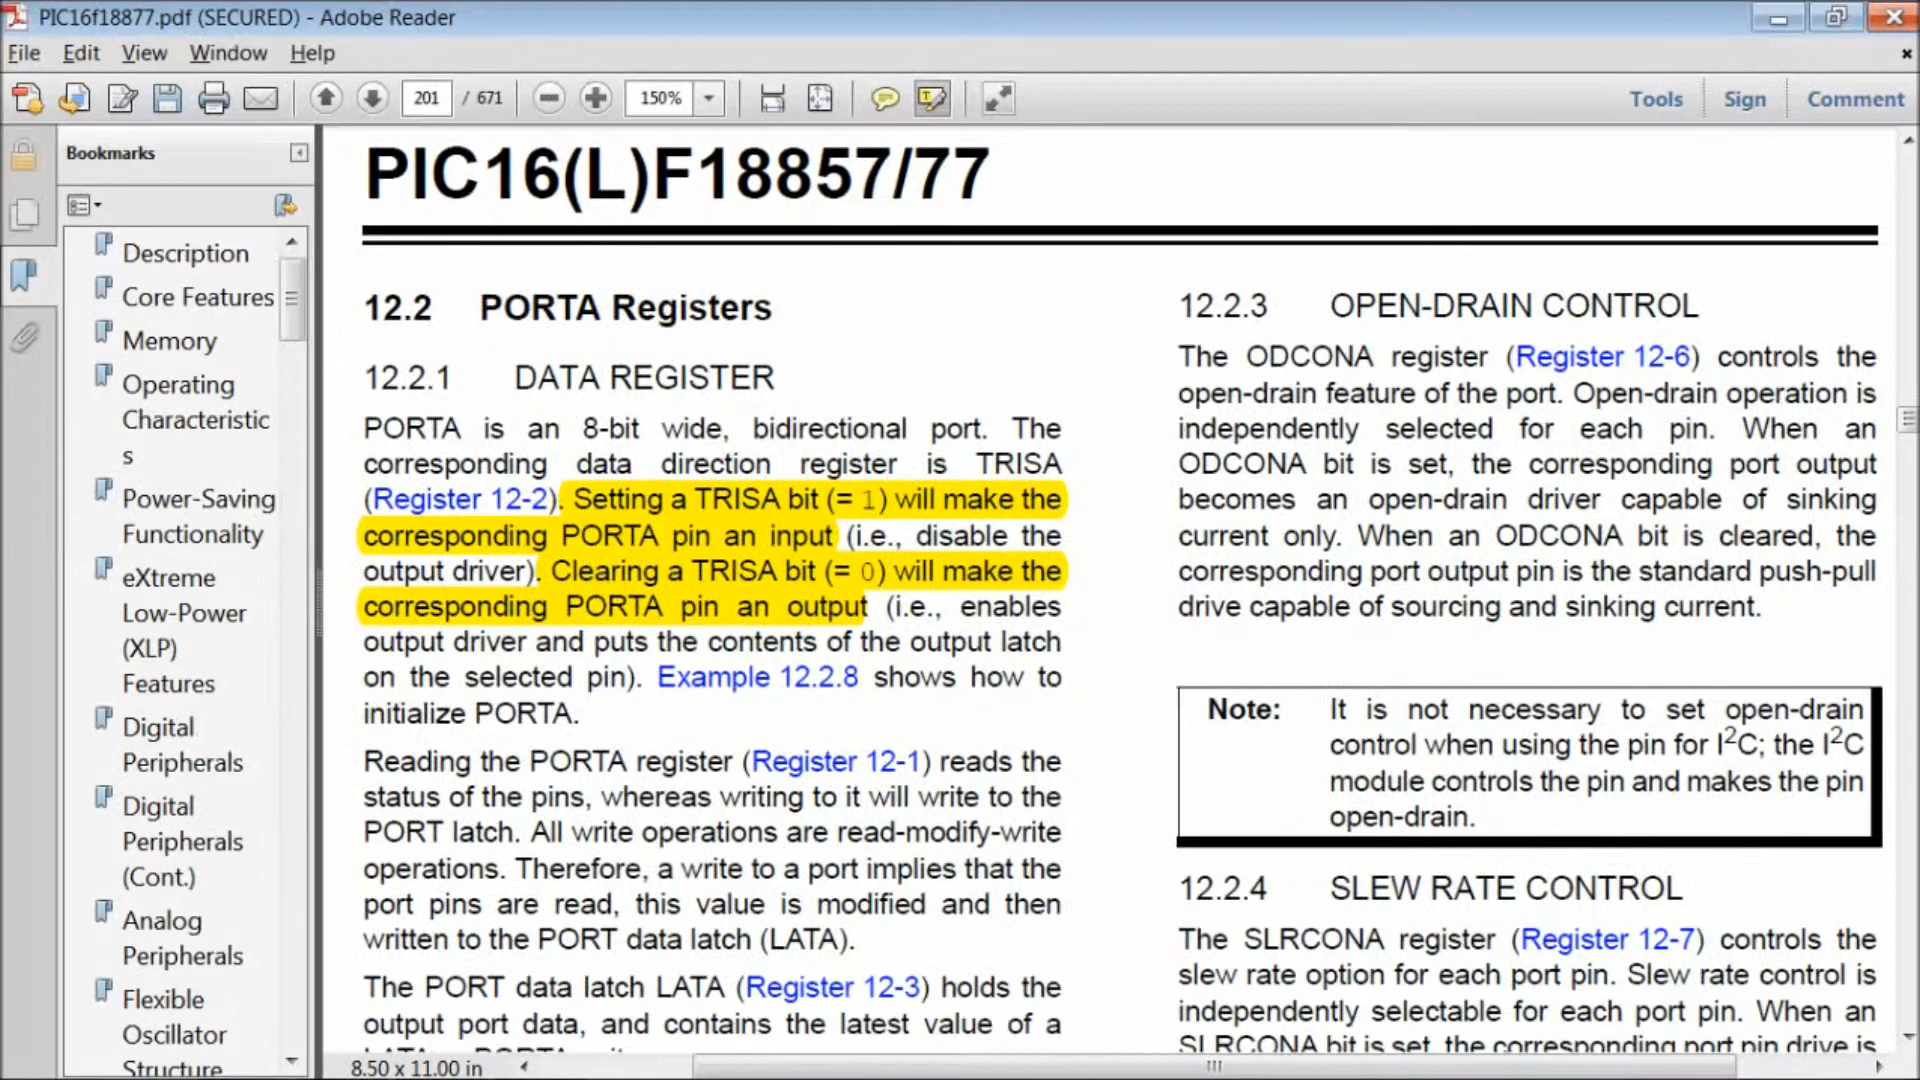 PIC16f18877.pdf (SECURED) - Adobe Reader
File Edit View Window Help
201 / 671 150% Tools Sign Comment
Bookmarks
Description
Core Features
Memory
Operating
Characteristic
s
Power-Saving
Functionality
eXtreme
Low-Power
(XLP)
Features
Digital
Peripherals
Digital
Peripherals
(Cont.)
Analog
Peripherals
Flexible
Oscillator
Structure
PIC16(L)F18857/77
12.2 PORTA Registers
12.2.1 DATA REGISTER
PORTA is an 8-bit wide, bidirectional port. The
corresponding data direction register is TRISA
(Register 12-2). Setting a TRISA bit (= 1) will make the
corresponding PORTA pin an input (i.e., disable the
output driver). Clearing a TRISA bit (= 0) will make the
corresponding PORTA pin an output (i.e., enables
output driver and puts the contents of the output latch
on the selected pin). Example 12.2.8 shows how to
initialize PORTA.
Reading the PORTA register (Register 12-1) reads the
status of the pins, whereas writing to it will write to the
PORT latch. All write operations are read-modify-write
operations. Therefore, a write to a port implies that the
port pins are read, this value is modified and then
written to the PORT data latch (LATA).
The PORT data latch LATA (Register 12-3) holds the
output port data, and contains the latest value of a
12.2.3 OPEN-DRAIN CONTROL
The ODCONA register (Register 12-6) controls the
open-drain feature of the port. Open-drain operation is
independently selected for each pin. When an
ODCONA bit is set, the corresponding port output
becomes an open-drain driver capable of sinking
current only. When an ODCONA bit is cleared, the
corresponding port output pin is the standard push-pull
drive capable of sourcing and sinking current.
Note: It is not necessary to set open-drain
control when using the pin for I2C; the I2C
module controls the pin and makes the pin
open-drain.
12.2.4 SLEW RATE CONTROL
The SLRCONA register (Register 12-7) controls the
slew rate option for each port pin. Slew rate control is
independently selectable for each port pin. When an
SLRCONA bit is set, the corresponding port pin drive is
8.50 x 11.00 in